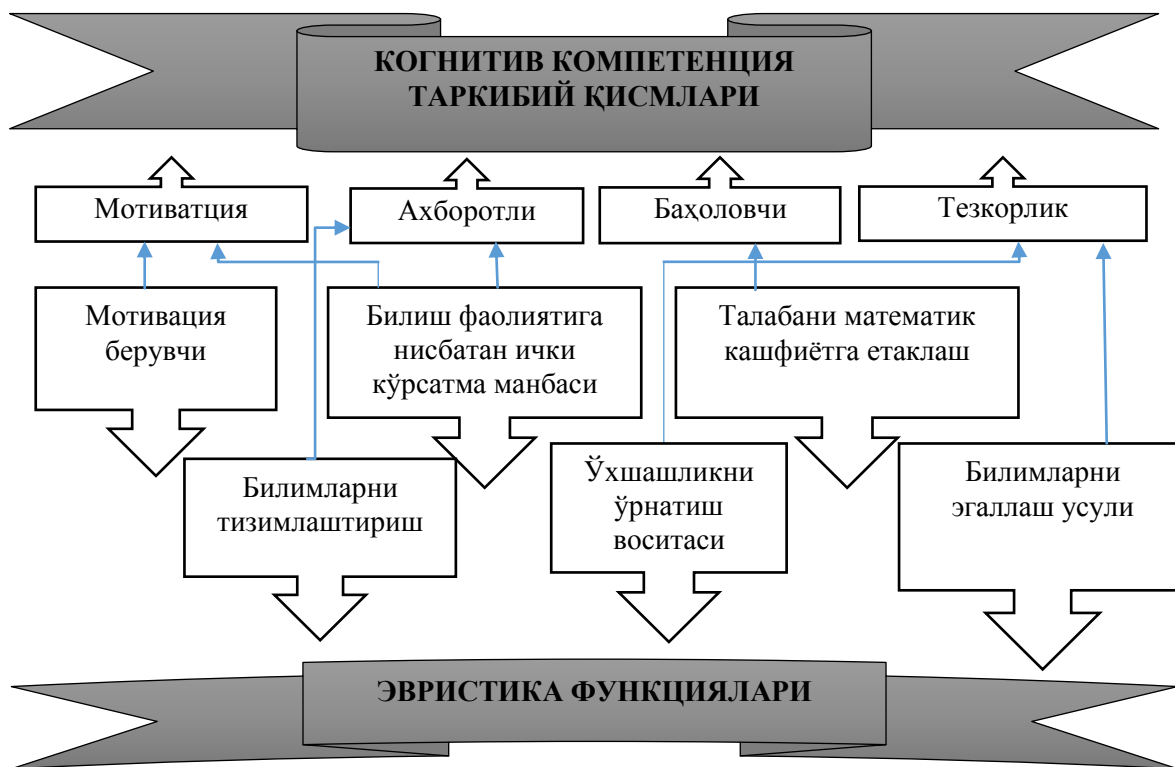 КОГНИТИВ КОМПЕТЕНЦИЯ
ТАРКИБИЙ ҚИСМЛАРИ
Мотиватция
Ахборотли
Баҳоловчи
Тезкорлик
Мотивация
берувчи
Билиш фаолиятига
нисбатан ички
кўрсатма манбаси
Талабани математик
кашфиётга етаклаш
Билимларни
тизимлаштириш
Ўхшашликни
ўрнатиш
воситаси
Билимларни
эгаллаш усули
ЭВРИСТИКА ФУНКЦИЯЛАРИ